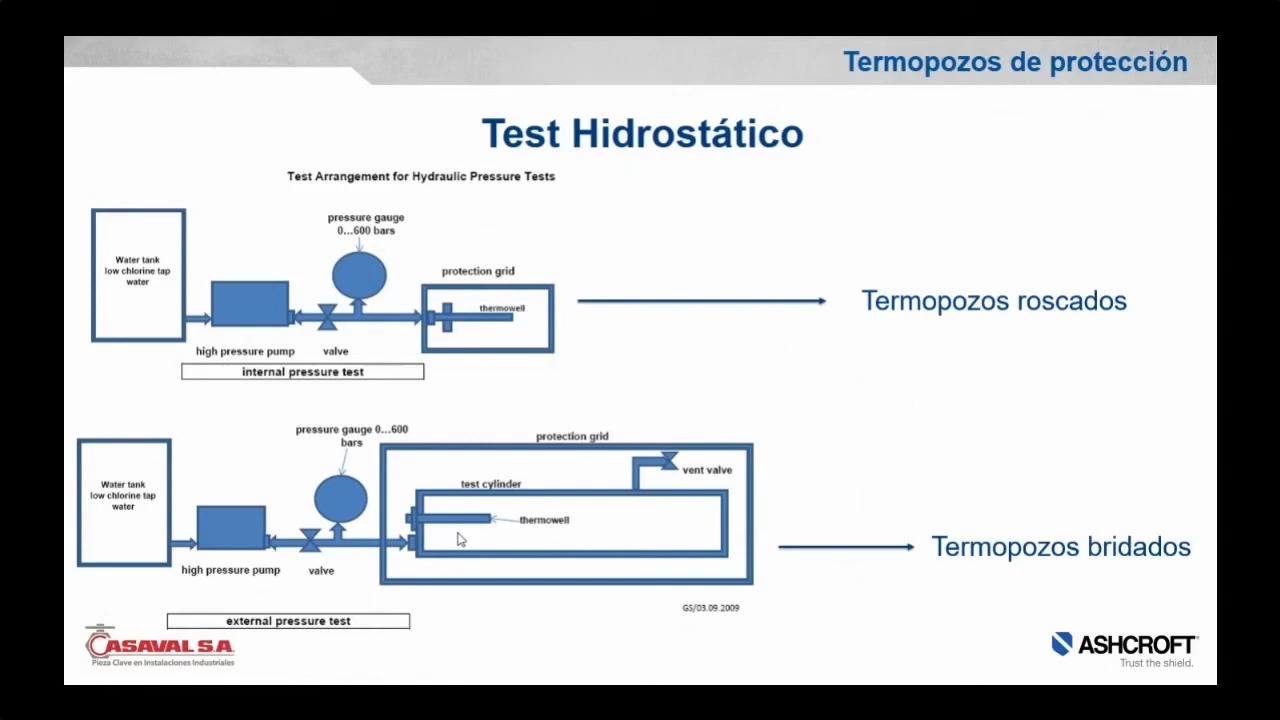 Termopozos de protección
Test Hidrostático
Test Arrangement for Hydraulic Pressure Tests
pressure gauge
0...600 bars
Water tank
low chlorine tap
water
protection grid
thermowell
Termopozos roscados
high pressure pump
valve
internal pressure test
pressure gauge 0...600
bars
protection grid
vent valve
Water tank
low chlorine tap
water
test cylinder
thermowell
Termopozos bridados
high pressure pump
valve
GS/03.09.2009
external pressure test
CASAVAL S.A.
Pieza Clave en Instalaciones Industriales
ASHCROFT
Trust the shield.